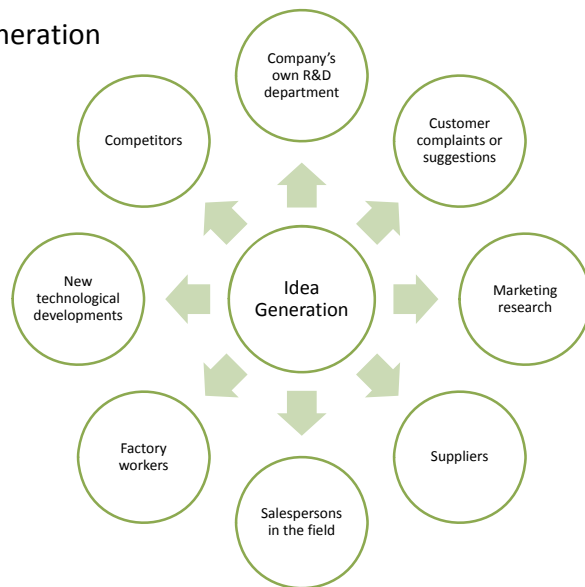 neration
Company's
own R&D
department
Customer
complaints or
suggestions
Marketing
research
Suppliers
Salespersons
in the field
Factory
workers
New
technological
developments
Competitors
Idea
Generation